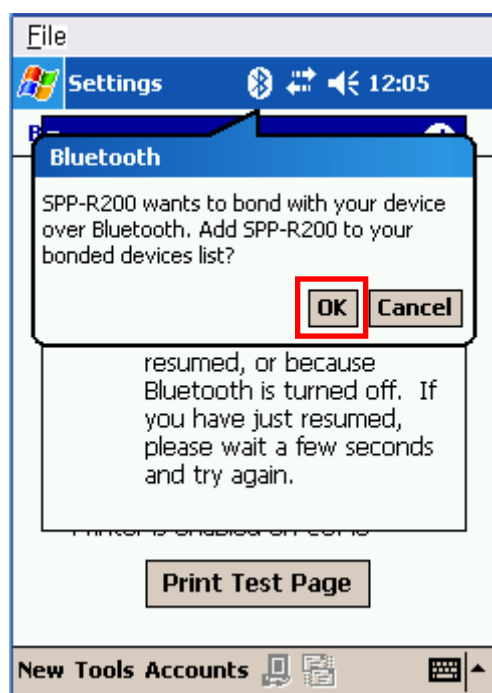 File
Settings 12:05
Bluetooth
SPP-R200 wants to bond with your device
over Bluetooth. Add SPP-R200 to your
bonded devices list?
OK Cancel
resumed, or because
Bluetooth is turned off. If
you have just resumed,
please wait a few seconds
and try again.
Print Test Page
New Tools Accounts